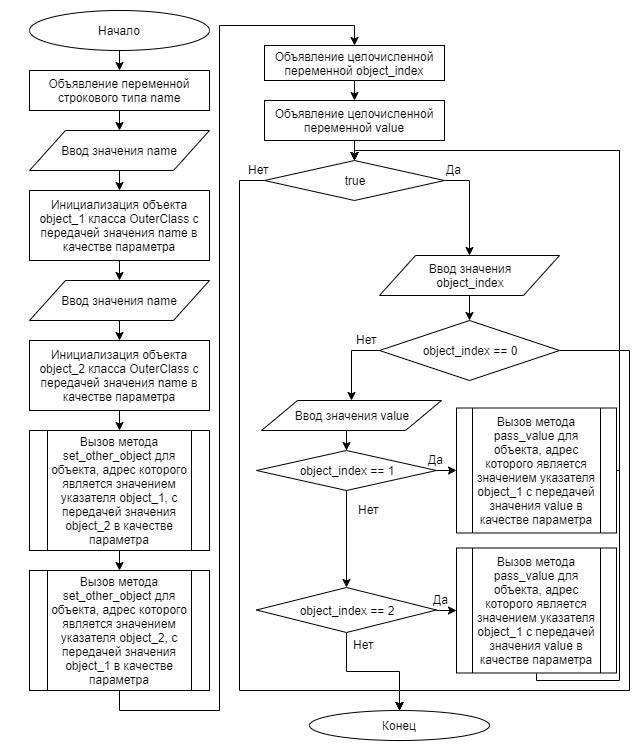 Начало
Объявление переменной
строкового типа name
Ввод значения name
Инициализация объекта
object_1 класса OuterClass с
передачей значения name в
качестве параметра
Ввод значения name
Инициализация объекта
object_2 класса OuterClass с
передачей значения name в
качестве параметра
Вызов метода
set_other_object для
объекта, адрес которого
является значением
указателя object_1, с
передачей значения
object_2 в качестве
параметра
Вызов метода
set_other_object для
объекта, адрес которого
является значением
указателя object_2, с
передачей значения
object_1 в качестве
параметра
Объявление целочисленной
переменной object_index
Объявление целочисленной
переменной value
Нет
true
Да
Ввод значения
object_index
Нет
object_index == 0
Ввод значения value
object_index == 1
Да
Вызов метода
pass_value для
объекта, адрес
которого является
значением указателя
object_1 с передачей
значения value в
качестве параметра
Нет
object_index == 2
Да
Вызов метода
pass_value для
объекта, адрес
которого является
значением указателя
object_1 с передачей
значения value в
качестве параметра
Нет
Конец